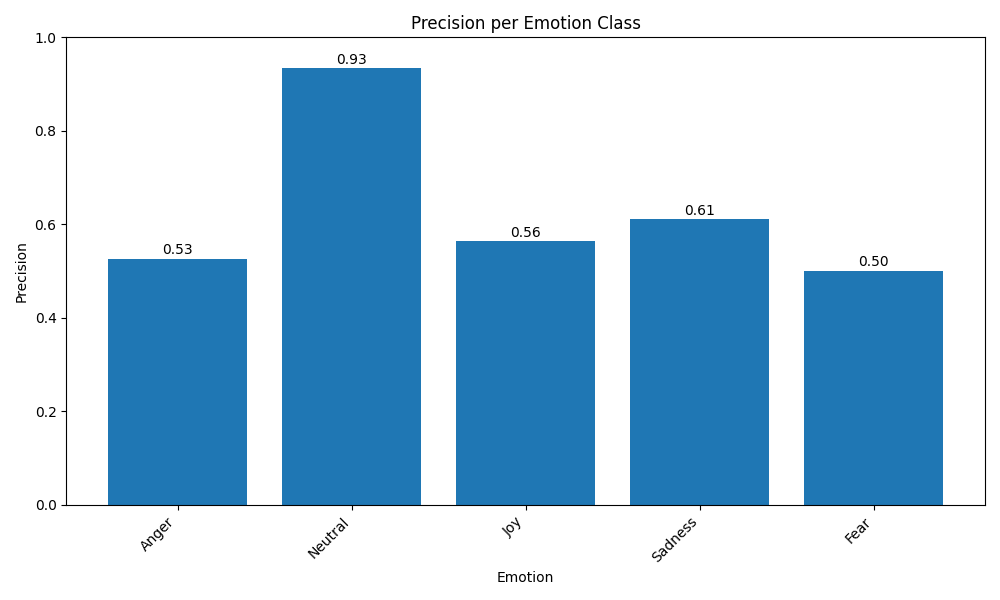 Precision per Emotion Class
Precision
1.0
0.8
0.6
0.4
0.2
0.0
0.53
0.93
0.56
0.61
0.50
Anger
Neutral
Joy
Sadness
Fear
Emotion